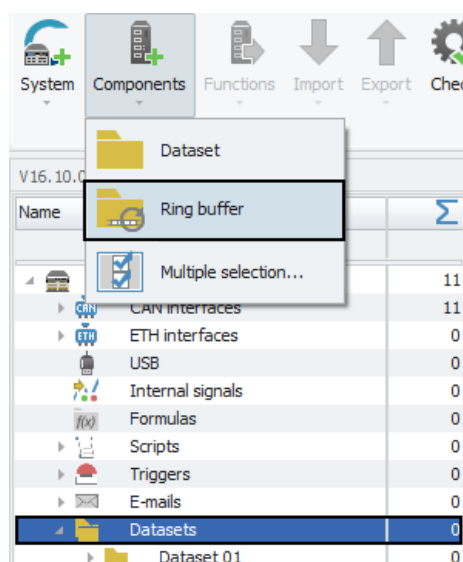 System Components Functions Import Export Chec
Dataset
V16.10.0
Ring buffer
Name Σ
Multiple selection...
11
CAN CAN interfaces 11
ETH ETH interfaces 0
USB 0
Internal signals 0
f(x) Formulas 0
Scripts 0
Triggers 0
E-mails 0
Datasets 0
Dataset 01 0